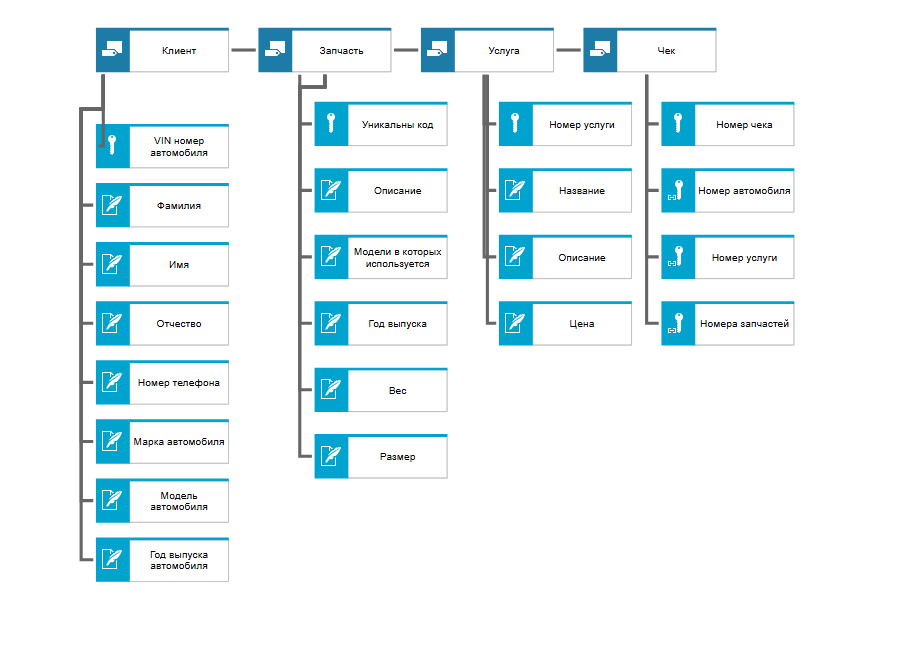 Клиент
Запчасть
Услуга
Чек
VIN номер
автомобиля
Фамилия
Имя
Отчество
Номер телефона
Марка автомобиля
Модель
автомобиля
Год выпуска
автомобиля
Уникальны код
Описание
Модели в которых
используется
Год выпуска
Вес
Размер
Номер услуги
Название
Описание
Цена
Номер чека
Номер автомобиля
Номер услуги
Номера запчастей